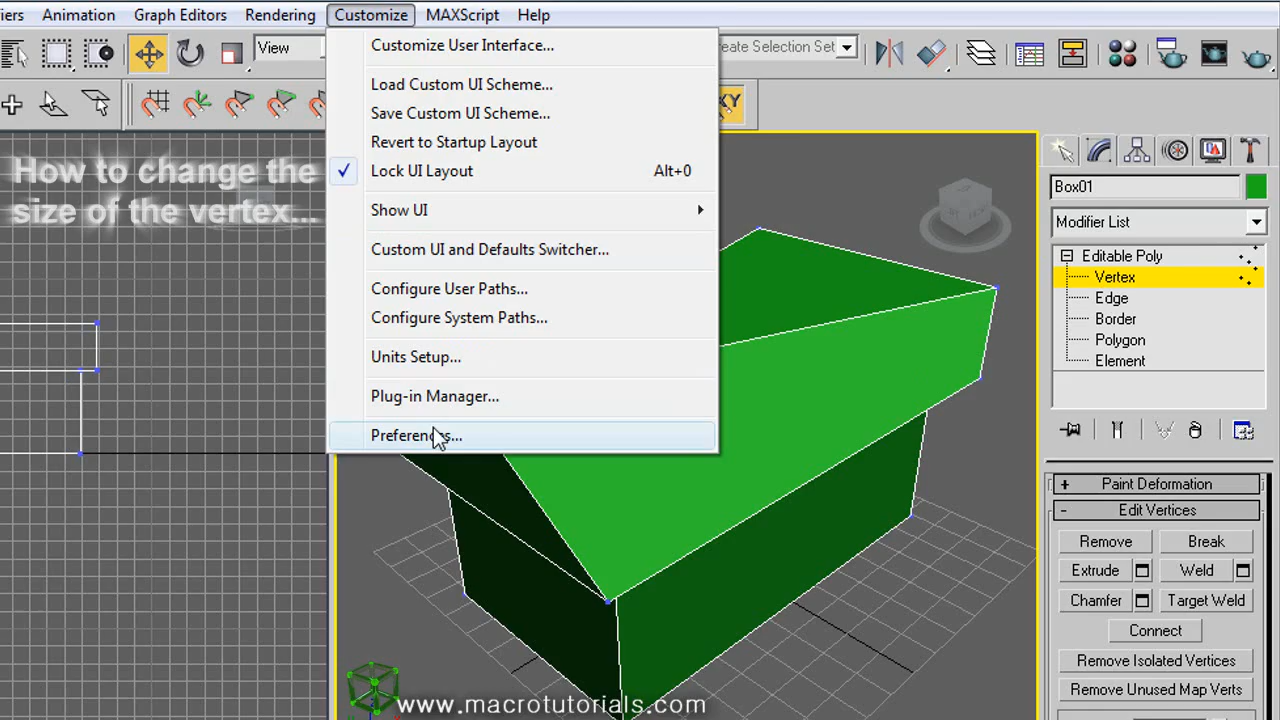 Animation
Graph Editors
Rendering
Customize
MAXScript
Help
View
Customize User Interface...
Load Custom UI Scheme...
Save Custom UI Scheme...
Revert to Startup Layout
Lock UI Layout Alt+0
Show UI
Custom UI and Defaults Switcher...
Configure User Paths...
Configure System Paths...
Units Setup...
Plug-in Manager...
Preferences...
How to change the
size of the vertex...
Box01
Modifier List
Editable Poly
Vertex
Edge
Border
Polygon
Element
+ Paint Deformation
- Edit Vertices
Remove Break
Extrude Weld
Chamfer Target Weld
Connect
Remove Isolated Vertices
Remove Unused Map Verts
www.macrotutorials.com